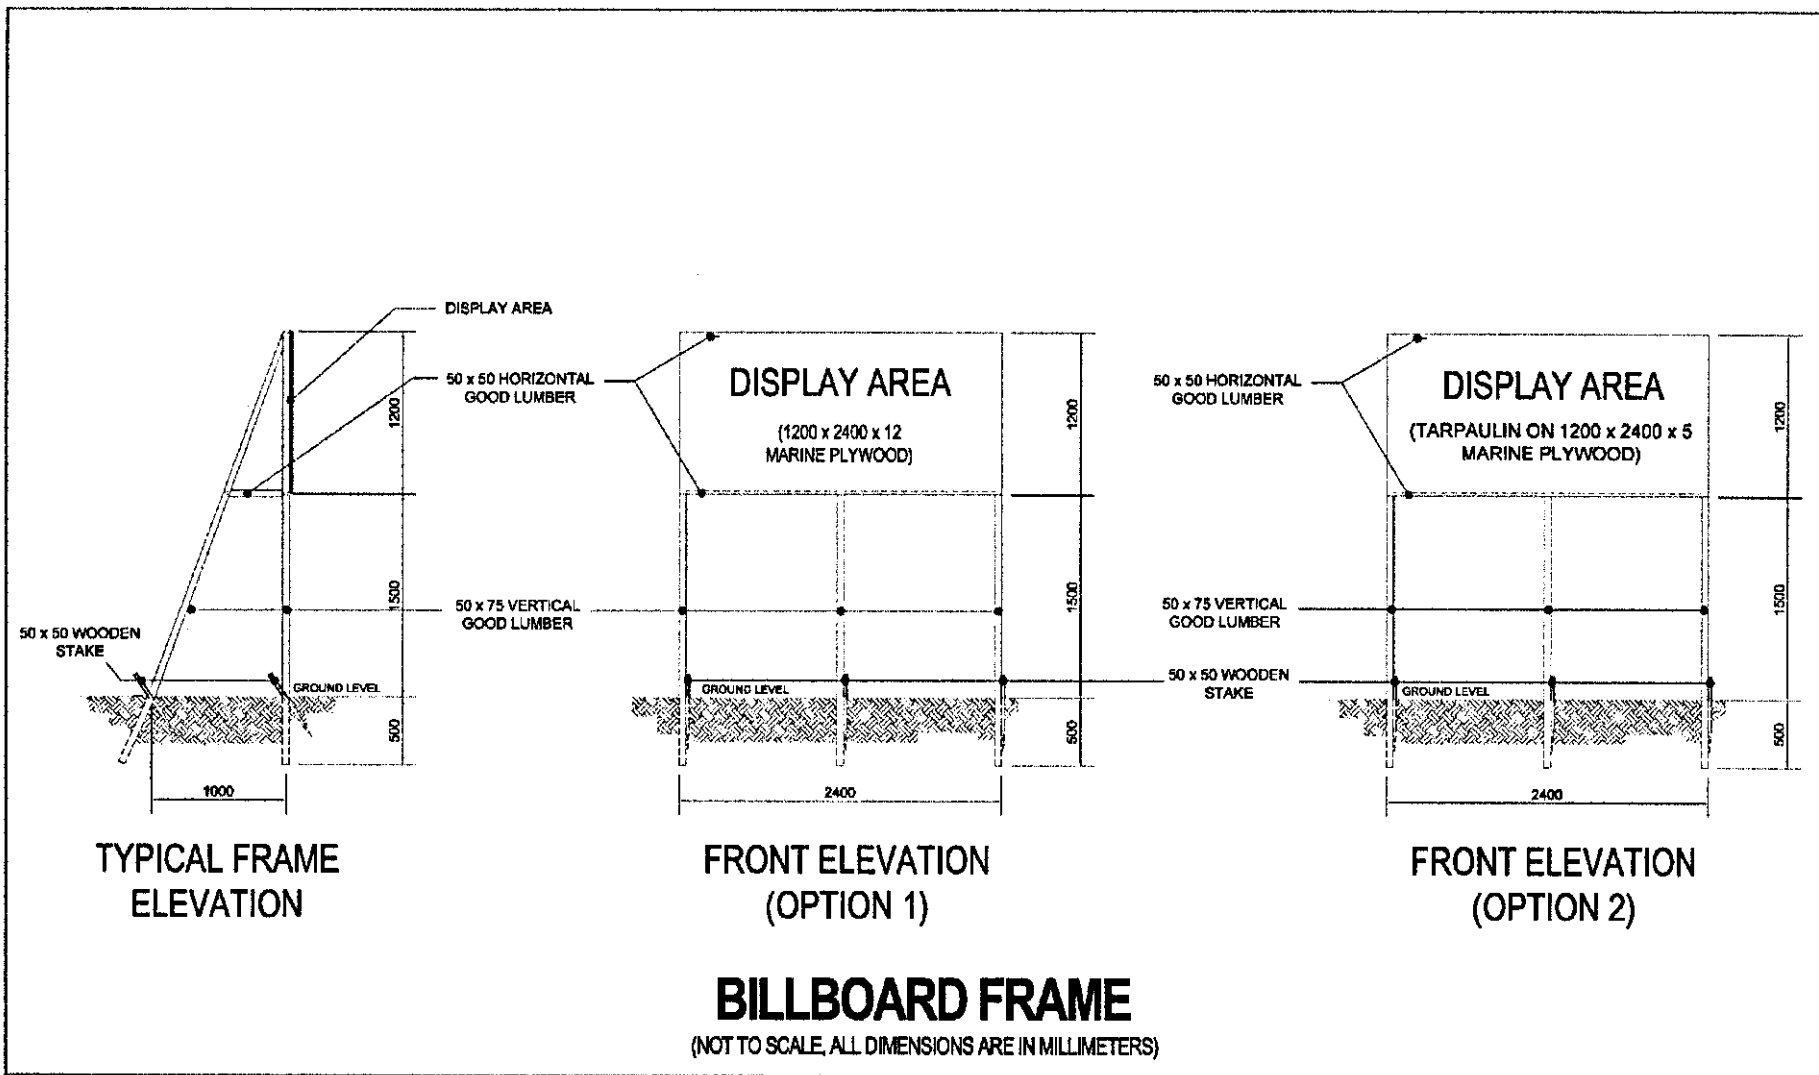 DISPLAY AREA
50 x 50 HORIZONTAL
GOOD LUMBER
1200
50 x 75 VERTICAL
GOOD LUMBER
1500
50 x 50 WOODEN
STAKE
GROUND LEVEL
500
1000
TYPICAL FRAME
ELEVATION
DISPLAY AREA
(1200 x 2400 x 12
MARINE PLYWOOD)
1200
1500
GROUND LEVEL
500
2400
FRONT ELEVATION
(OPTION 1)
50 x 50 HORIZONTAL
GOOD LUMBER
DISPLAY AREA
(TARPAULIN ON 1200 x 2400 x 5
MARINE PLYWOOD)
1200
50 x 75 VERTICAL
GOOD LUMBER
1500
50 x 50 WOODEN
STAKE
GROUND LEVEL
500
2400
FRONT ELEVATION
(OPTION 2)
BILLBOARD FRAME
(NOT TO SCALE, ALL DIMENSIONS ARE IN MILLIMETERS)